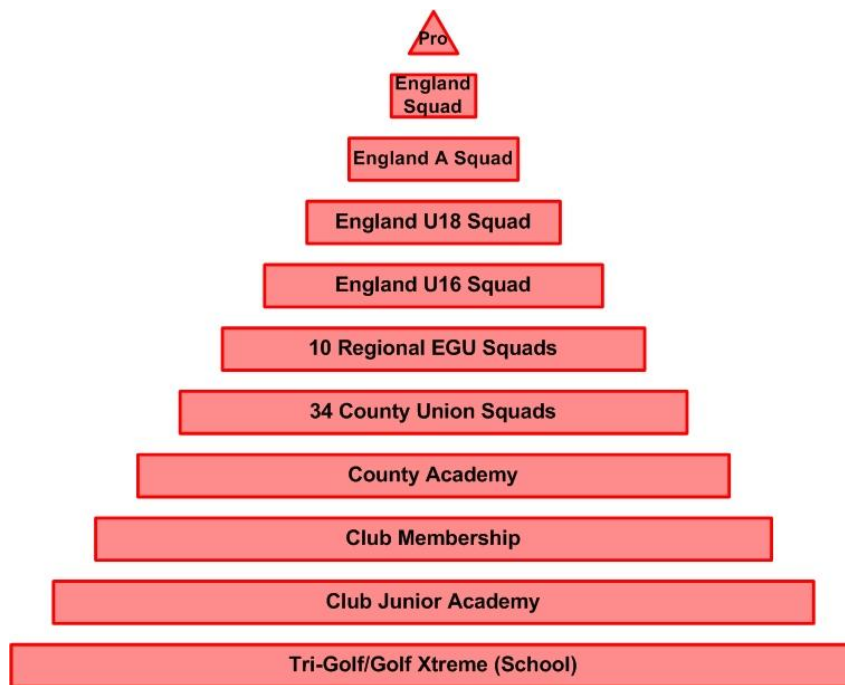 Pro
England
Squad
England A Squad
England U18 Squad
England U16 Squad
10 Regional EGU Squads
34 County Union Squads
County Academy
Club Membership
Club Junior Academy
Tri-Golf/Golf Xtreme (School)